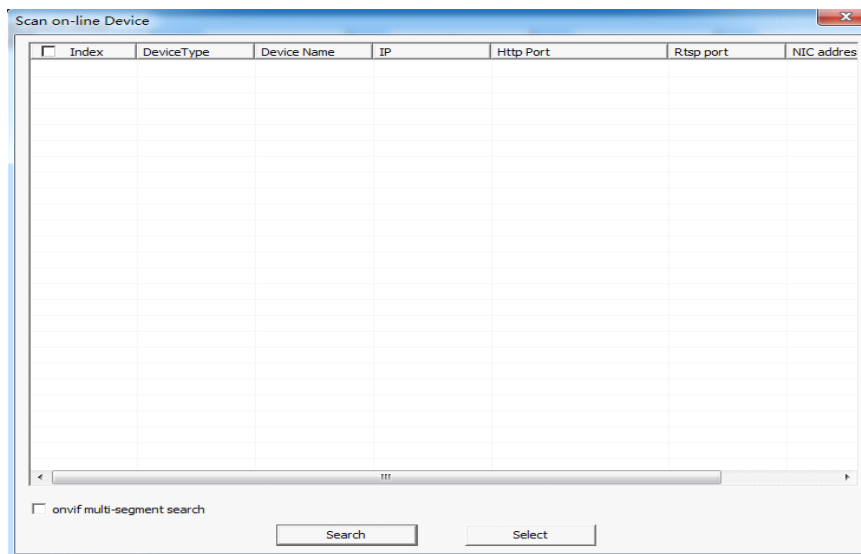 Scan on-line Device
Index DeviceType Device Name IP Http Port Rtsp port NIC addres
onvif multi-segment search
Search Select